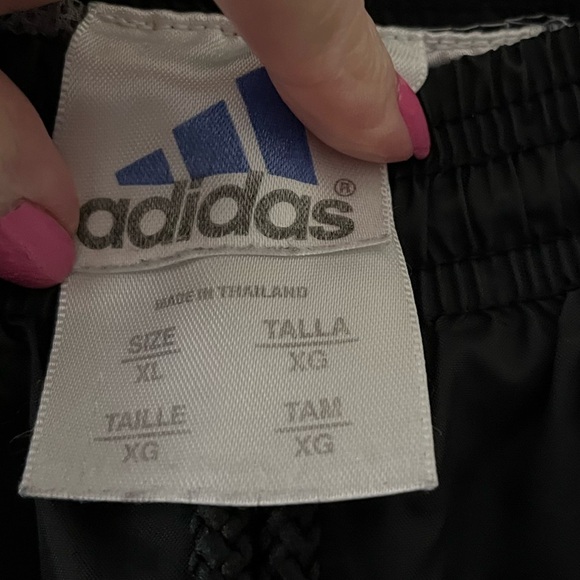 adidas®
MADE IN THAILAND
SIZE TALLA
XL XG
TAILLE TAM
XG XG